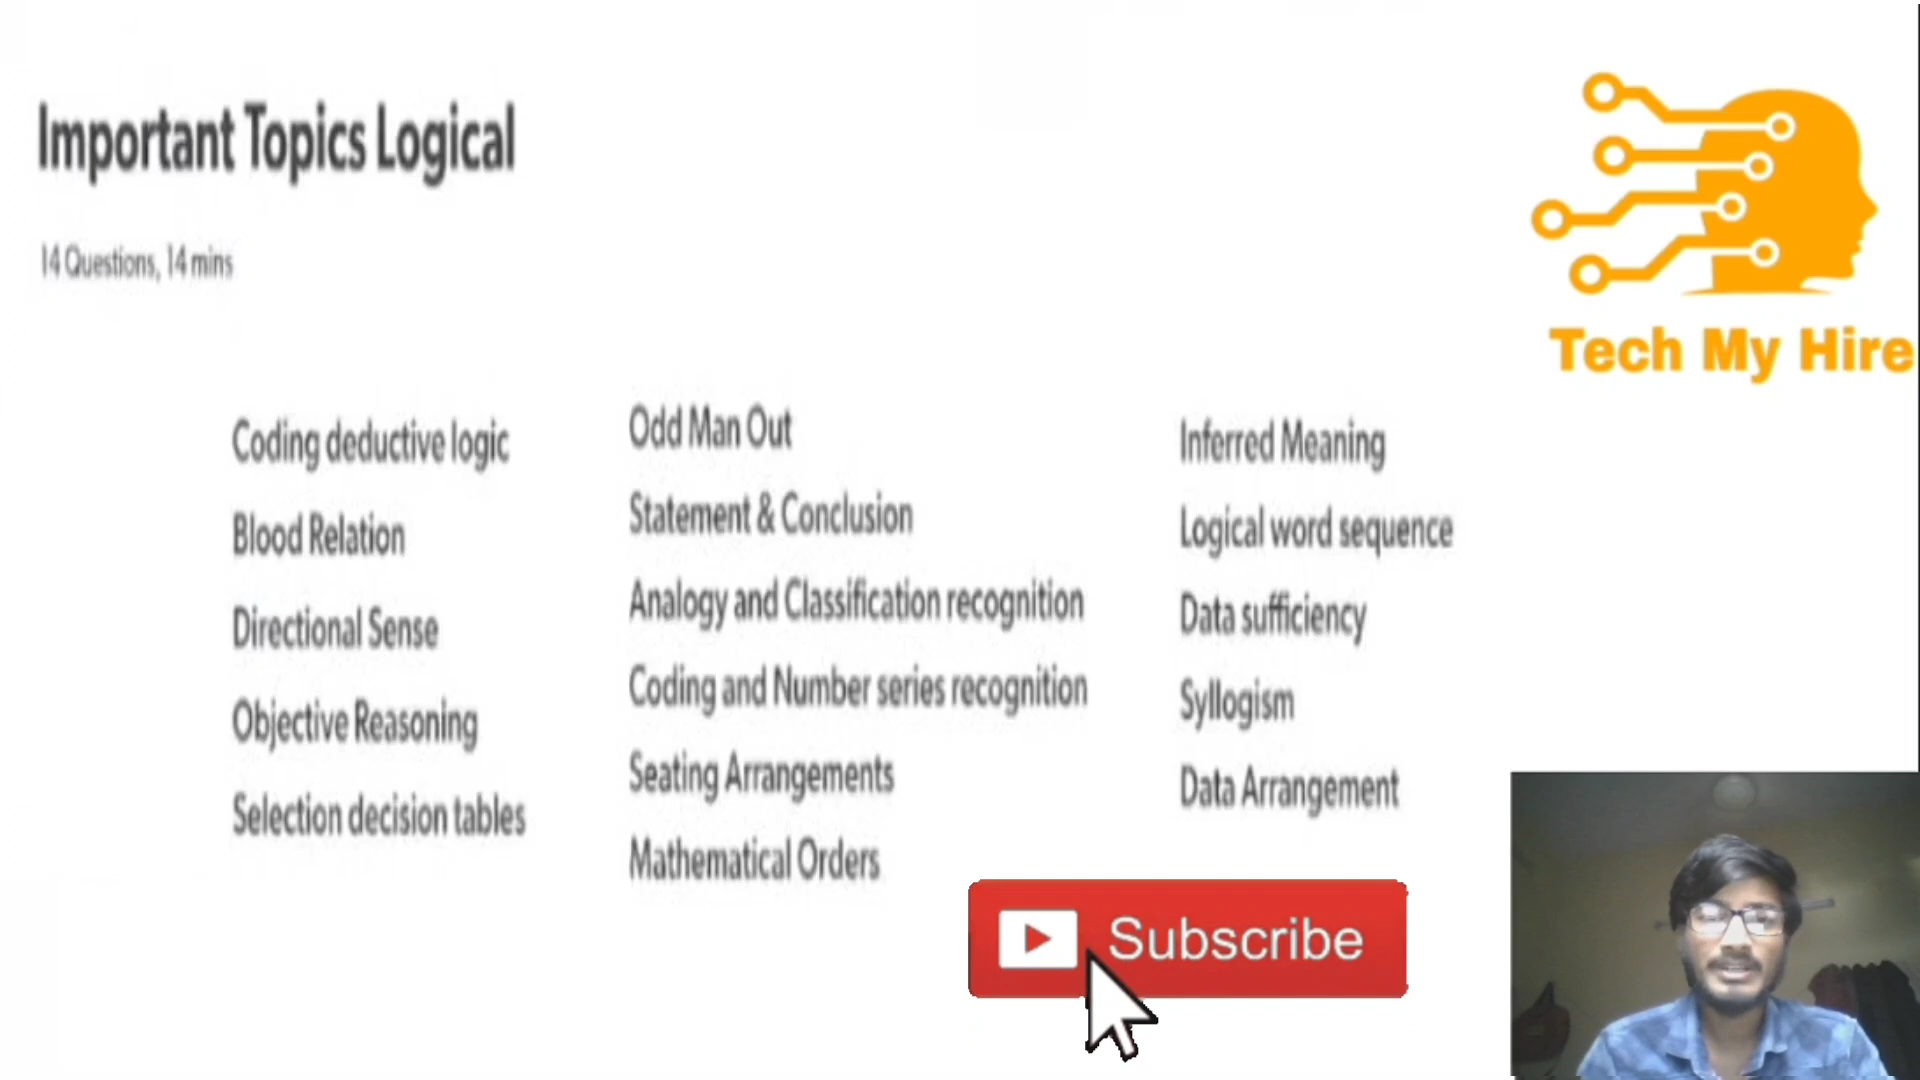 Important Topics Logical
14 Questions, 14 mins
Tech My Hire
Coding deductive logic
Blood Relation
Directional Sense
Objective Reasoning
Selection decision tables
Odd Man Out
Statement & Conclusion
Analogy and Classification recognition
Coding and Number series recognition
Seating Arrangements
Mathematical Orders
Inferred Meaning
Logical word sequence
Data sufficiency
Syllogism
Data Arrangement
Subscribe